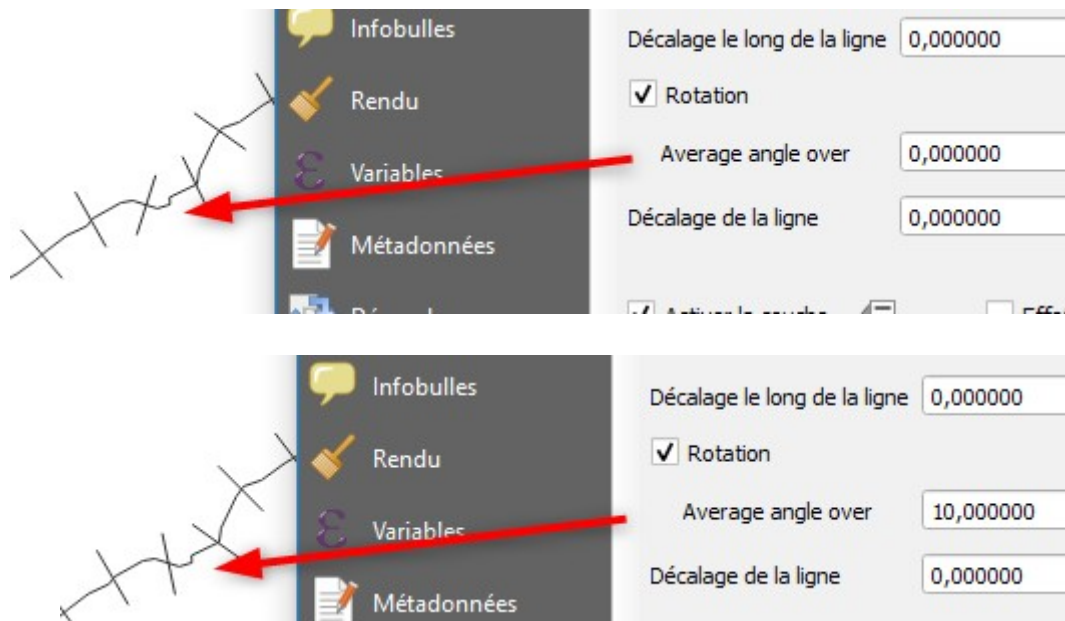 Infobulles
Décalage le long de la ligne 0,000000
Rendu
Rotation
Average angle over 0,000000
Variables
Décalage de la ligne 0,000000
Métadonnées
Infobulles
Décalage le long de la ligne 0,000000
Rendu
Rotation
Average angle over 10,000000
Variables
Décalage de la ligne 0,000000
Métadonnées